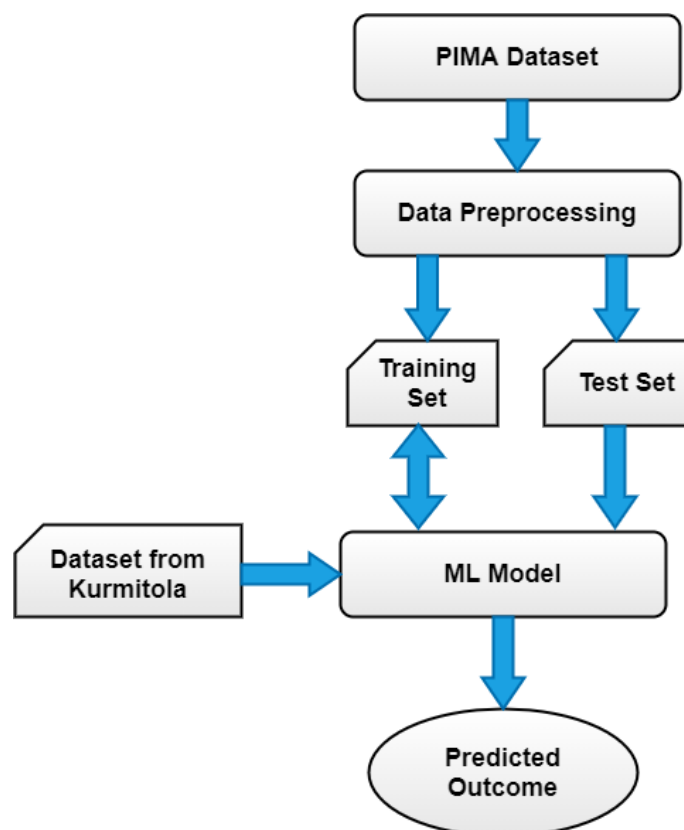 PIMA Dataset
Data Preprocessing
Training
Set
Test Set
Dataset from
Kurmitola
ML Model
Predicted
Outcome